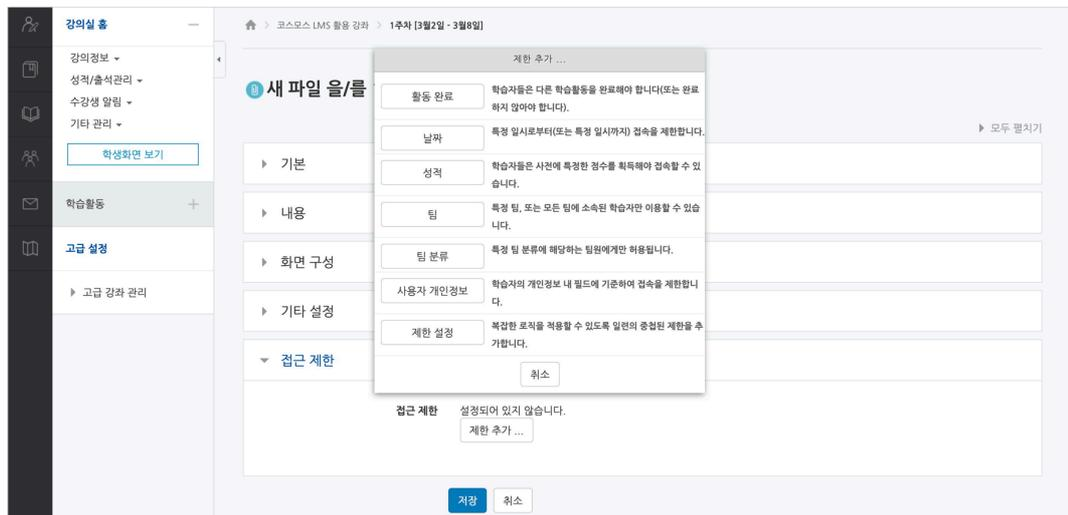 강의실 홈
강의정보
성적/출석관리
수강생 알림
기타 관리
학생화면 보기
학습활동
고급 설정
고급 강좌 관리
코스모스 LMS 활용 강좌 > 1주차 [3월2일 - 3월8일]
새 파일 을/를
모두 펼치기
기본
내용
화면 구성
기타 설정
접근 제한
제한 추가 ...
활동 완료 학습자들은 다른 학습활동을 완료해야 합니다(또는 완료
하지 않아야 합니다).
날짜 특정 일시로부터(또는 특정 일시까지) 접속을 제한합니다.
성적 학습자들은 사전에 특정한 점수를 획득해야 접속할 수 있
습니다.
팀 특정 팀, 또는 모든 팀에 소속된 학습자만 이용할 수 있습
니다.
팀 분류 특정 팀 분류에 해당하는 팀원에게만 허용됩니다.
사용자 개인정보 학습자의 개인정보 내 필드에 기준하여 접속을 제한합니
다.
제한 설정 복잡한 로직을 적용할 수 있도록 일련의 중첩된 제한을 추
가합니다.
취소
접근 제한 설정되어 있지 않습니다.
제한 추가 ...
저장 취소